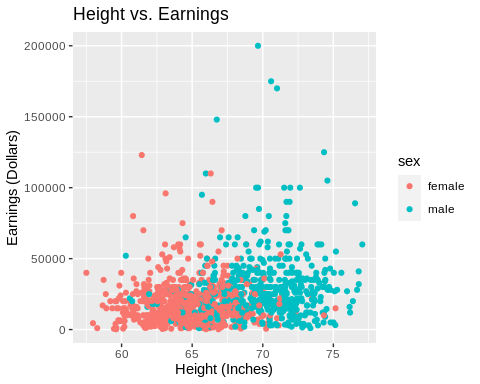 Height vs. Earnings
200000
150000
100000
50000
0
Earnings (Dollars)
60 65 70 75
Height (Inches)
sex
female
male